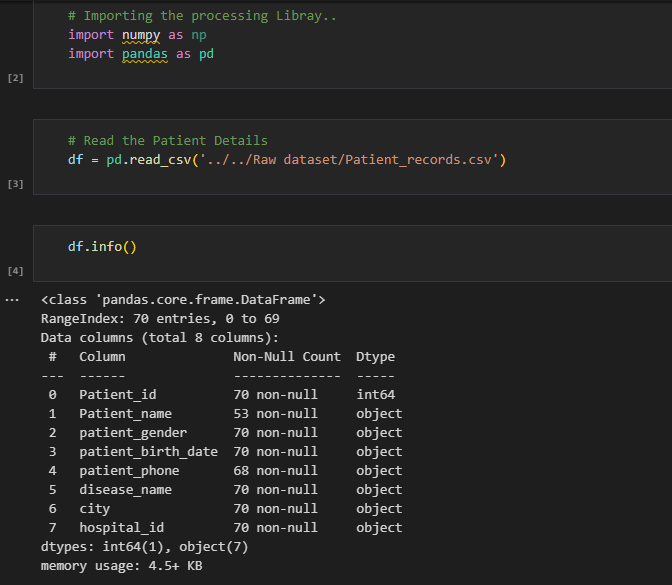 # Importing the processing Libray..
import numpy as np
import pandas as pd
[2]
# Read the Patient Details
df = pd.read_csv('../../Raw dataset/Patient_records.csv')
[3]
df.info()
[4]
... <class 'pandas.core.frame.DataFrame'>
RangeIndex: 70 entries, 0 to 69
Data columns (total 8 columns):
 #   Column              Non-Null Count  Dtype
---  ------              --------------  -----
 0   Patient_id          70 non-null     int64
 1   Patient_name        53 non-null     object
 2   patient_gender      70 non-null     object
 3   patient_birth_date  70 non-null     object
 4   patient_phone       68 non-null     object
 5   disease_name        70 non-null     object
 6   city                70 non-null     object
 7   hospital_id         70 non-null     object
dtypes: int64(1), object(7)
memory usage: 4.5+ KB